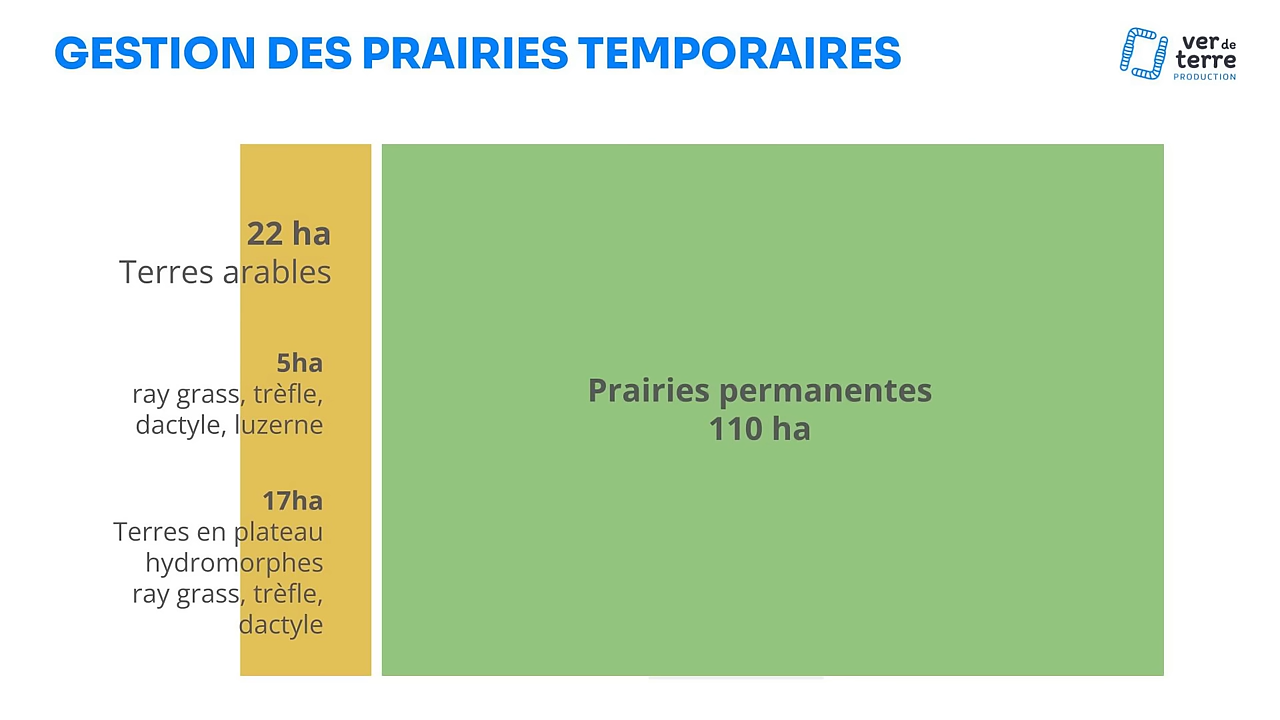 GESTION DES PRAIRIES TEMPORAIRES
ver de
terre
PRODUCTION
22 ha
Terres arables
5ha
ray grass, trèfle,
dactyle, luzerne
17ha
Terres en plateau
hydromorphes
ray grass, trèfle,
dactyle
Prairies permanentes
110 ha